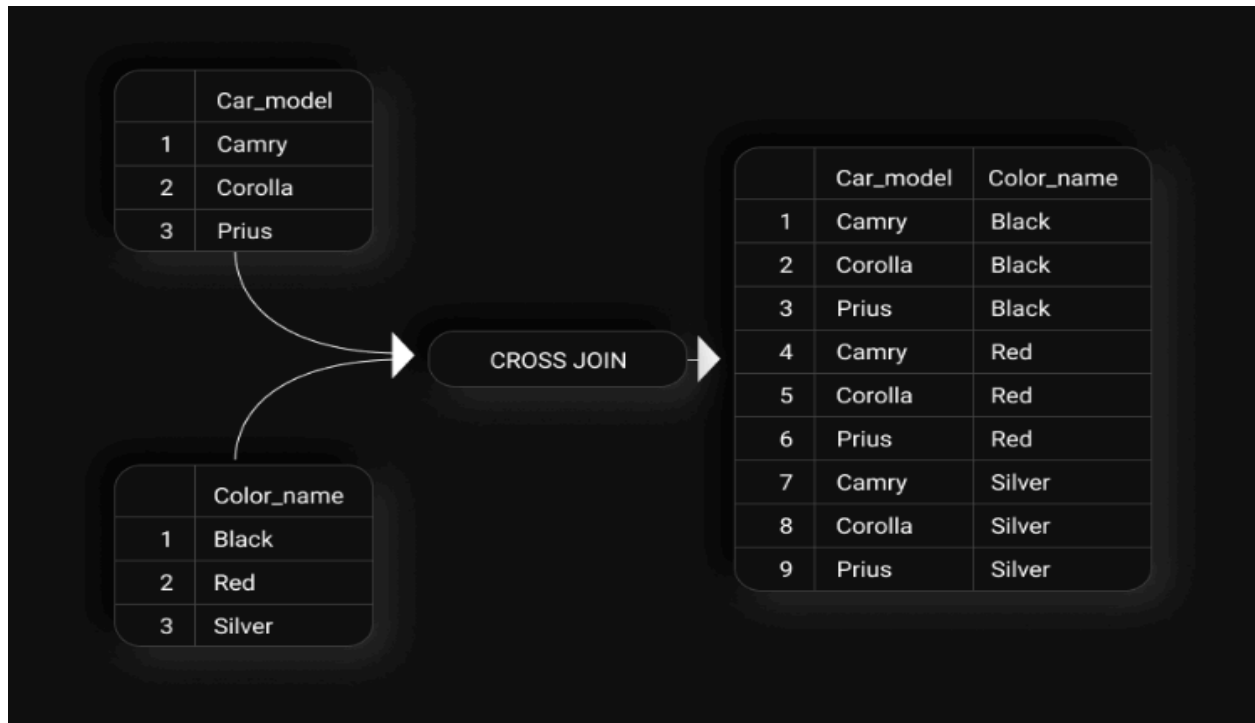 Car_model
1 Camry
2 Corolla
3 Prius
CROSS JOIN
Color_name
1 Black
2 Red
3 Silver
Car_model Color_name
1 Camry Black
2 Corolla Black
3 Prius Black
4 Camry Red
5 Corolla Red
6 Prius Red
7 Camry Silver
8 Corolla Silver
9 Prius Silver